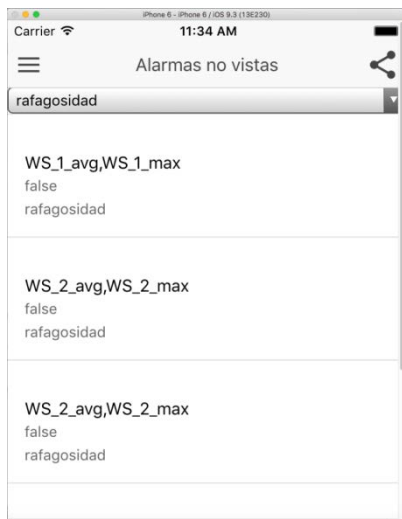 iPhone 6 - iPhone 6 / iOS 9.3 (13E230)
Carrier 11:34 AM
Alarmas no vistas
rafagosidad
WS_1_avg,WS_1_max
false
rafagosidad
WS_2_avg,WS_2_max
false
rafagosidad
WS_2_avg,WS_2_max
false
rafagosidad